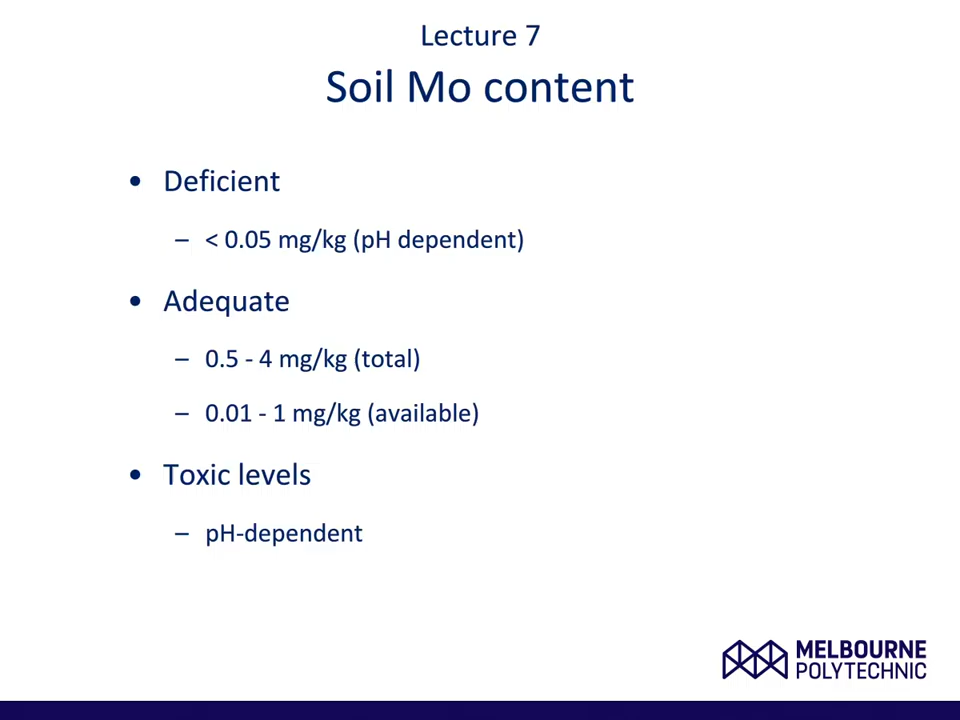 Lecture 7
Soil Mo content
• Deficient
– < 0.05 mg/kg (pH dependent)
• Adequate
– 0.5 - 4 mg/kg (total)
– 0.01 - 1 mg/kg (available)
• Toxic levels
– pH-dependent
MELBOURNE
POLYTECHNIC